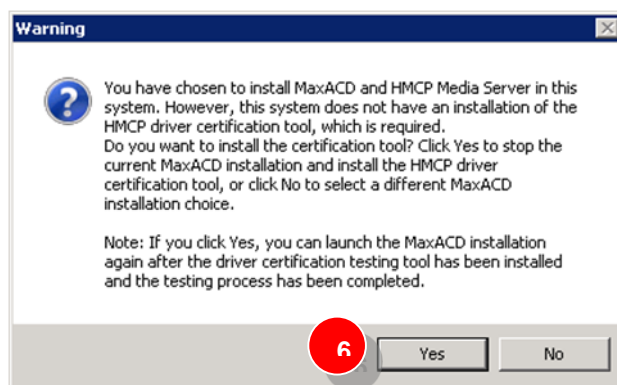 Warning
You have chosen to install MaxACD and HMCP Media Server in this
system. However, this system does not have an installation of the
HMCP driver certification tool, which is required.
Do you want to install the certification tool? Click Yes to stop the
current MaxACD installation and install the HMCP driver
certification tool, or click No to select a different MaxACD
installation choice.
Note: If you click Yes, you can launch the MaxACD installation
again after the driver certification testing tool has been installed
and the testing process has been completed.
6 Yes No